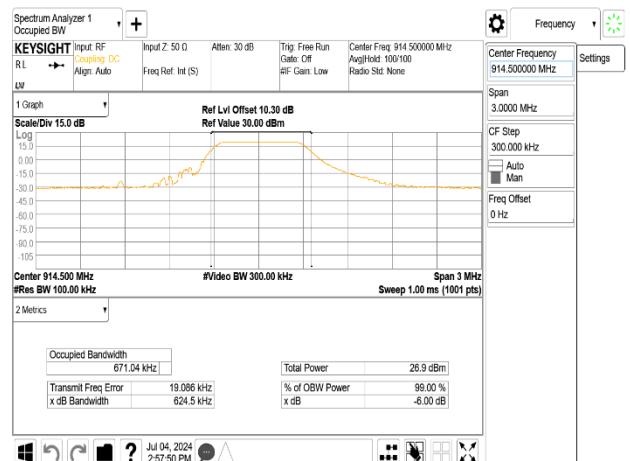 Spectrum Analyzer 1
Occupied BW
Frequency
KEYSIGHT
Input: RF
Input Z: 50 Ω
Atten: 30 dB
Trig: Free Run
Center Freq: 914.500000 MHz
R L
Coupling: DC
Gate: Off
Avg|Hold: 100/100
Align: Auto
Freq Ref: Int (S)
#IF Gain: Low
Radio Std: None
Center Frequency
914.500000 MHz
Settings
Span
3.0000 MHz
CF Step
300.000 kHz
Auto
Man
Freq Offset
0 Hz
1 Graph
Ref Lvl Offset 10.30 dB
Scale/Div 15.0 dB
Ref Value 30.00 dBm
Log
15.0
0.00
-15.0
-30.0
-45.0
-60.0
-75.0
-90.0
-105
Center 914.500 MHz
#Video BW 300.00 kHz
Span 3 MHz
#Res BW 100.00 kHz
Sweep 1.00 ms (1001 pts)
2 Metrics
Occupied Bandwidth
671.04 kHz
Total Power
26.9 dBm
Transmit Freq Error
19.086 kHz
% of OBW Power
99.00 %
x dB Bandwidth
624.5 kHz
x dB
-6.00 dB
?
Jul 04, 2024
2:57:50 PM